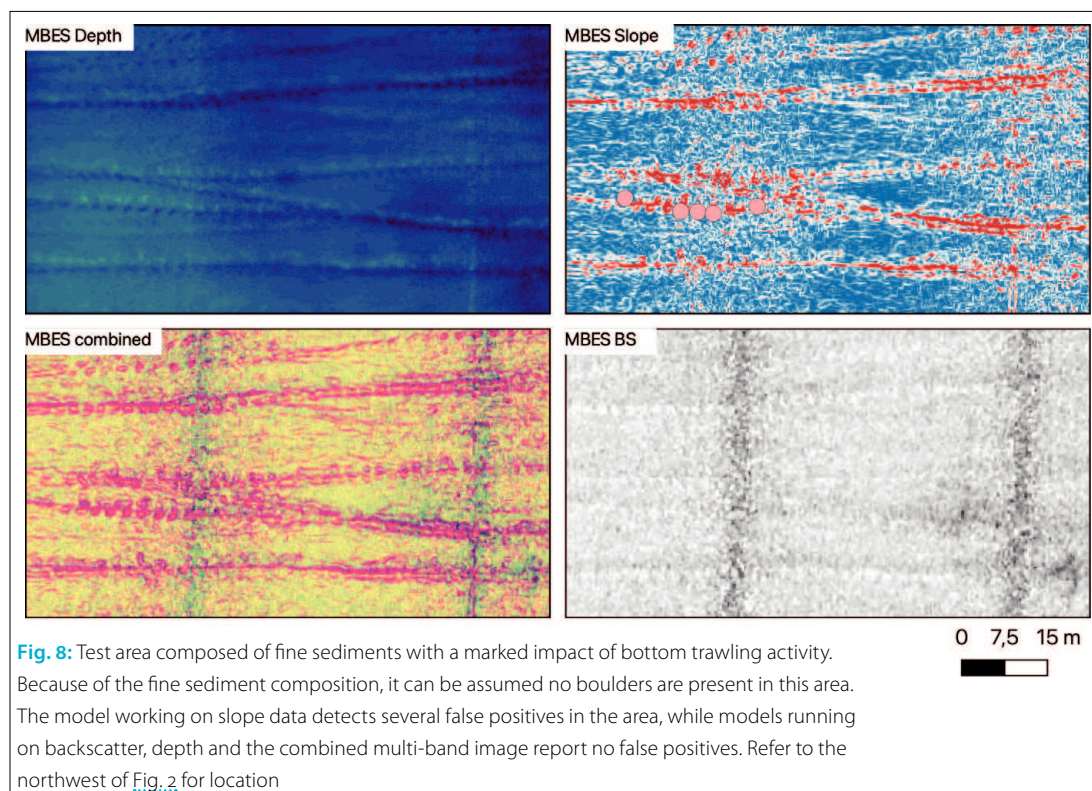 MBES Depth
MBES Slope
MBES combined
MBES BS
0 7,5 15 m
Fig. 8: Test area composed of fine sediments with a marked impact of bottom trawling activity.
Because of the fine sediment composition, it can be assumed no boulders are present in this area.
The model working on slope data detects several false positives in the area, while models running
on backscatter, depth and the combined multi-band image report no false positives. Refer to the
northwest of Fig. 2 for location